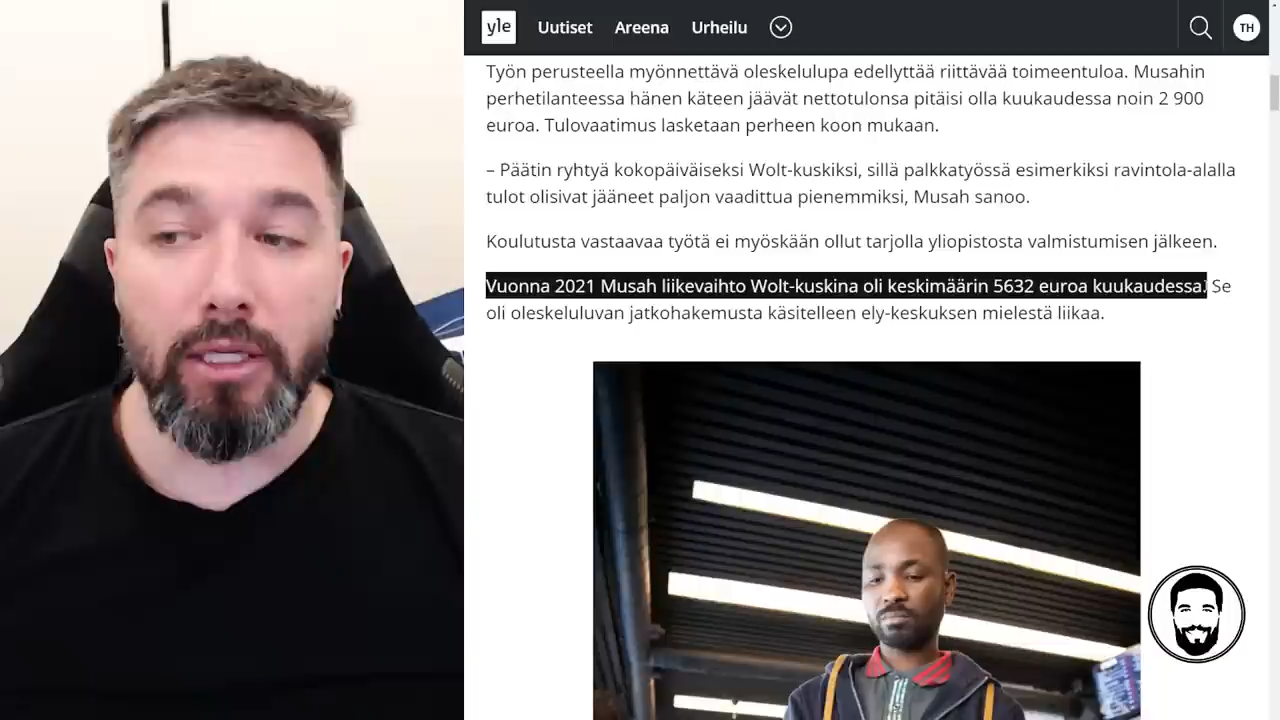 yle Uutiset Areena Urheilu TH
Työn perusteella myönnettävä oleskelulupa edellyttää riittävää toimeentuloa. Musahin
perhetilanteessa hänen käteen jäävät nettotulonsa pitäisi olla kuukaudessa noin 2 900
euroa. Tulovaatimus lasketaan perheen koon mukaan.
– Päätin ryhtyä kokopäiväiseksi Wolt-kuskiksi, sillä palkkatyössä esimerkiksi ravintola-alalla
tulot olisivat jääneet paljon vaadittua pienemmiksi, Musah sanoo.
Koulutusta vastaavaa työtä ei myöskään ollut tarjolla yliopistosta valmistumisen jälkeen.
Vuonna 2021 Musah liikevaihto Wolt-kuskina oli keskimäärin 5632 euroa kuukaudessa. Se
oli oleskeluluvan jatkohakemusta käsitelleen ely-keskuksen mielestä liikaa.